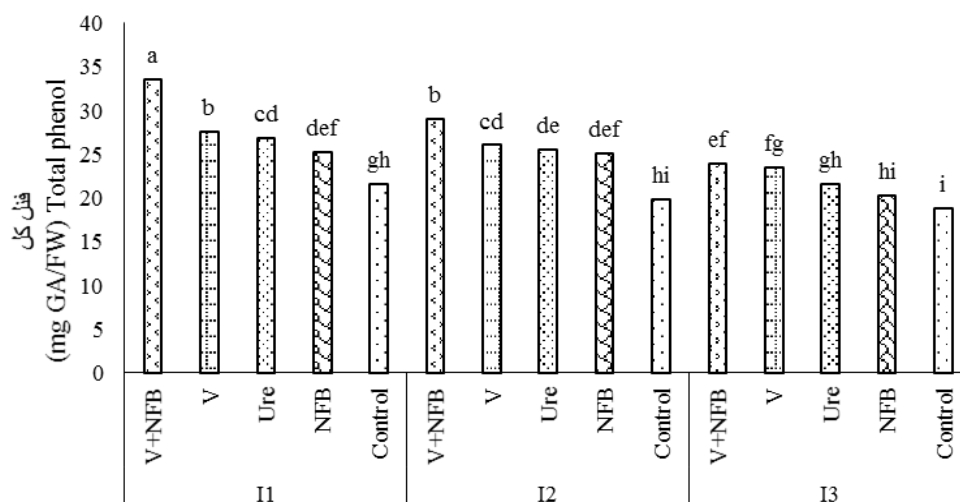 فنل کل
(mg GA/FW) Total phenol
40
35
30
25
20
15
10
5
0
a
b
cd
def
gh
b
cd
de
def
hi
ef
fg
gh
hi
i
V+NFB
V
Ure
NFB
Control
V+NFB
V
Ure
NFB
Control
V+NFB
V
Ure
NFB
Control
I1
I2
I3